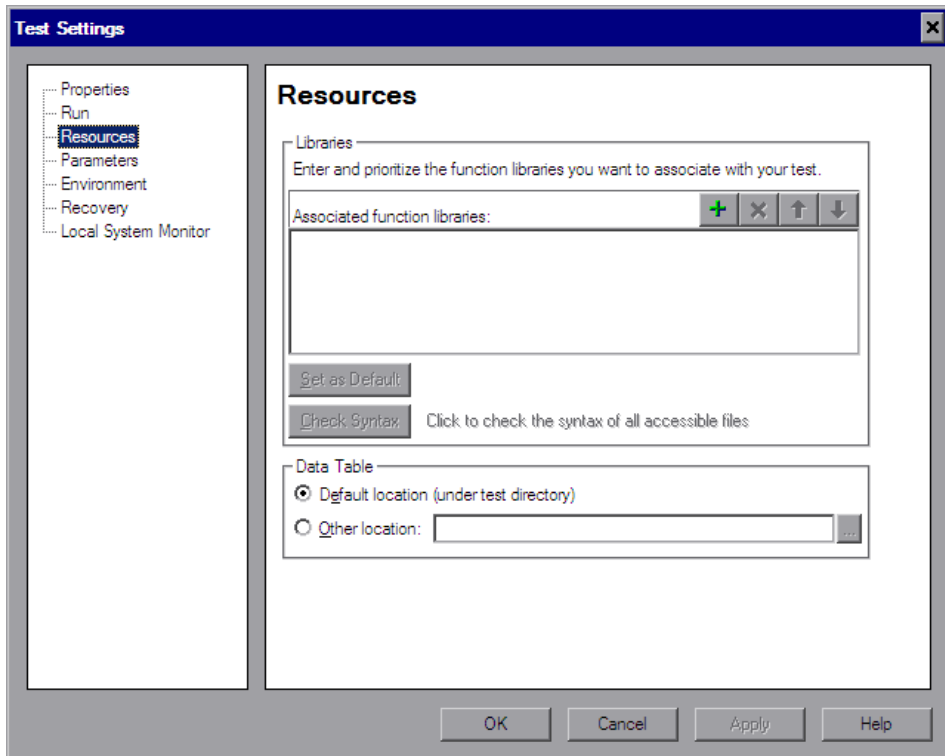 Test Settings
Properties
Run
Resources
Parameters
Environment
Recovery
Local System Monitor
Resources
Libraries
Enter and prioritize the function libraries you want to associate with your test.
Associated function libraries:
Set as Default
Check Syntax Click to check the syntax of all accessible files
Data Table
Default location (under test directory)
Other location: ...
OK Cancel Apply Help